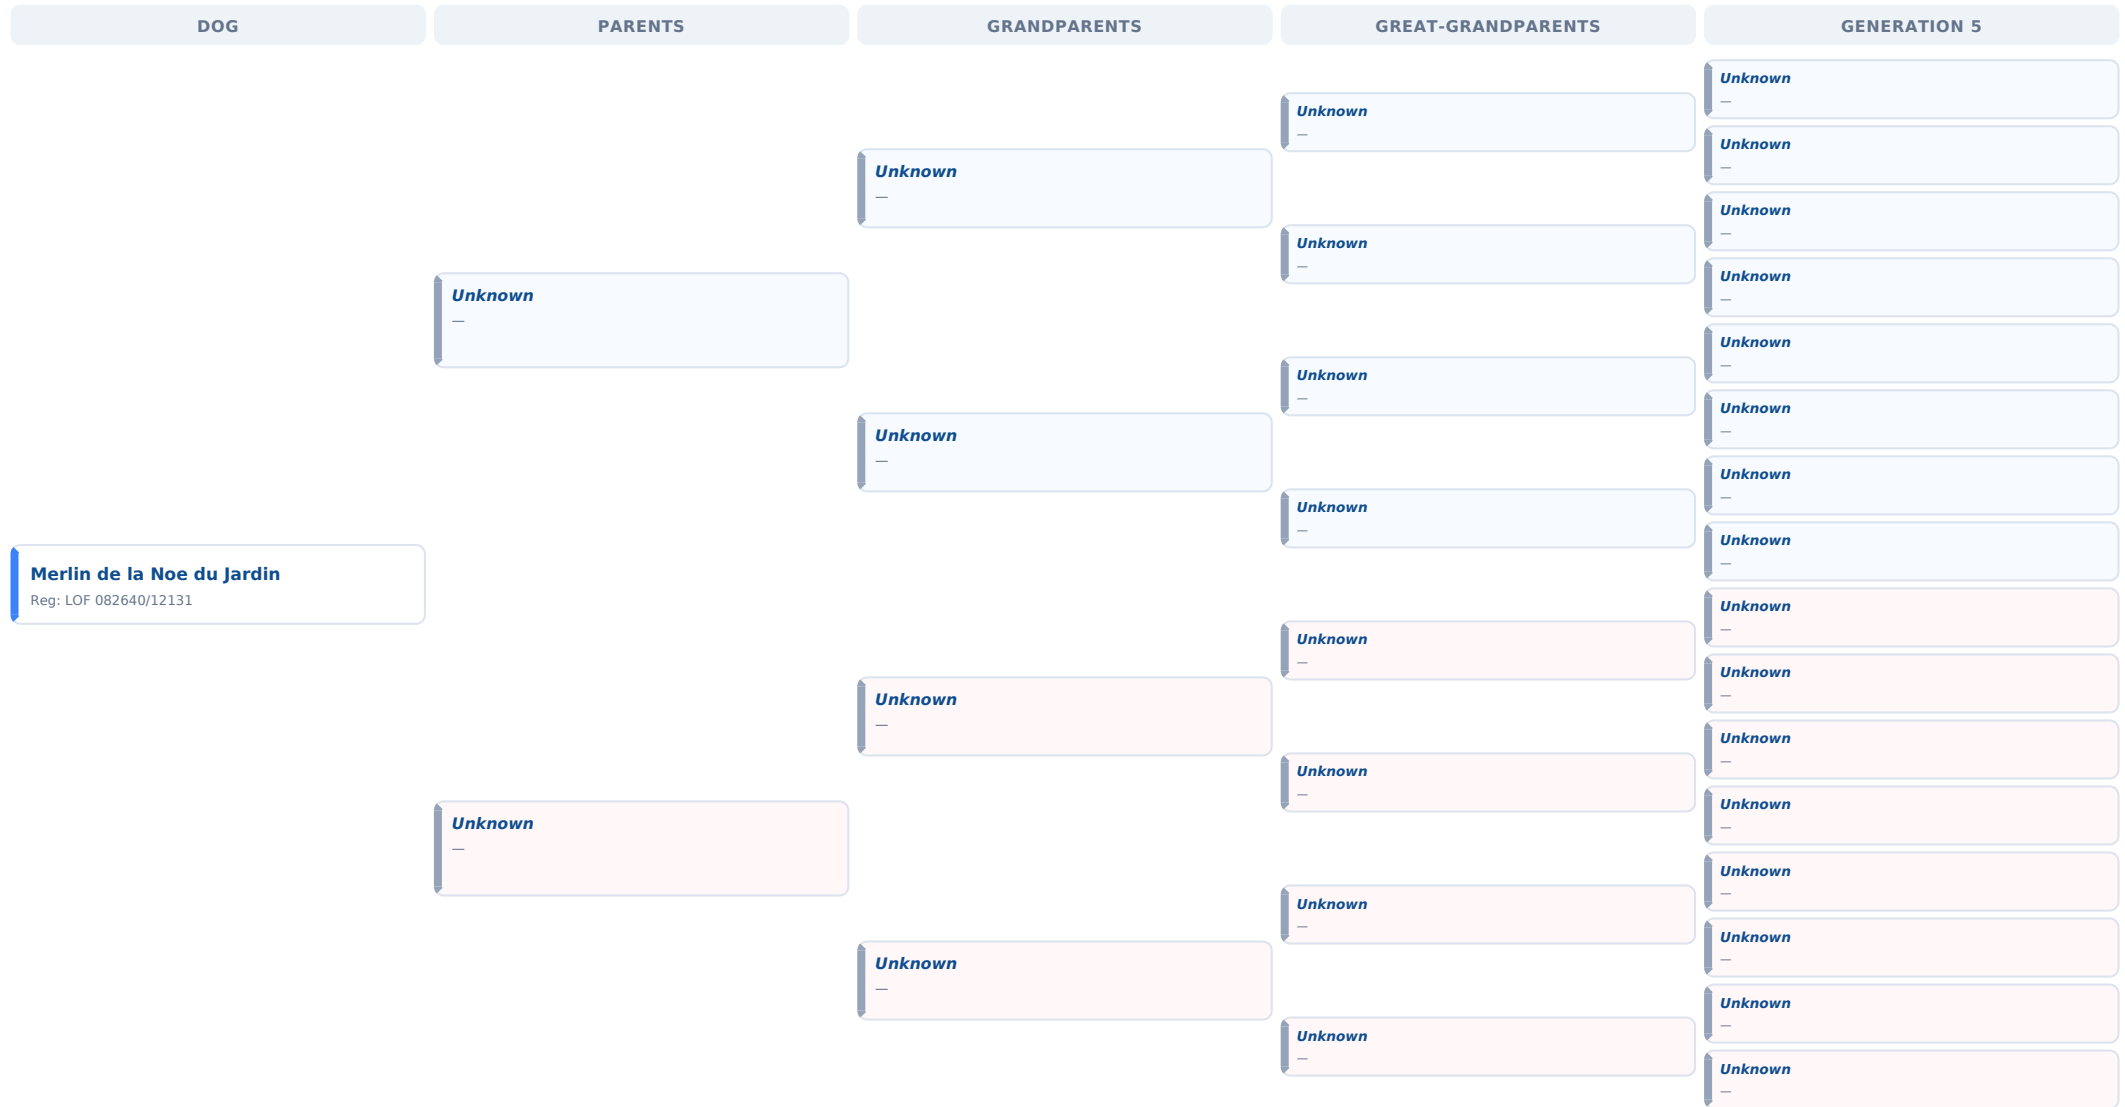 DOG
PARENTS
GRANDPARENTS
GREAT-GRANDPARENTS
GENERATION 5
Merlin de la Noe du Jardin
Reg: LOF 082640/12131
Unknown
—
Unknown
—
Unknown
—
Unknown
—
Unknown
—
Unknown
—
Unknown
—
Unknown
—
Unknown
—
Unknown
—
Unknown
—
Unknown
—
Unknown
—
Unknown
—
Unknown
—
Unknown
—
Unknown
—
Unknown
—
Unknown
—
Unknown
—
Unknown
—
Unknown
—
Unknown
—
Unknown
—
Unknown
—
Unknown
—
Unknown
—
Unknown
—
Unknown
—
Unknown
—